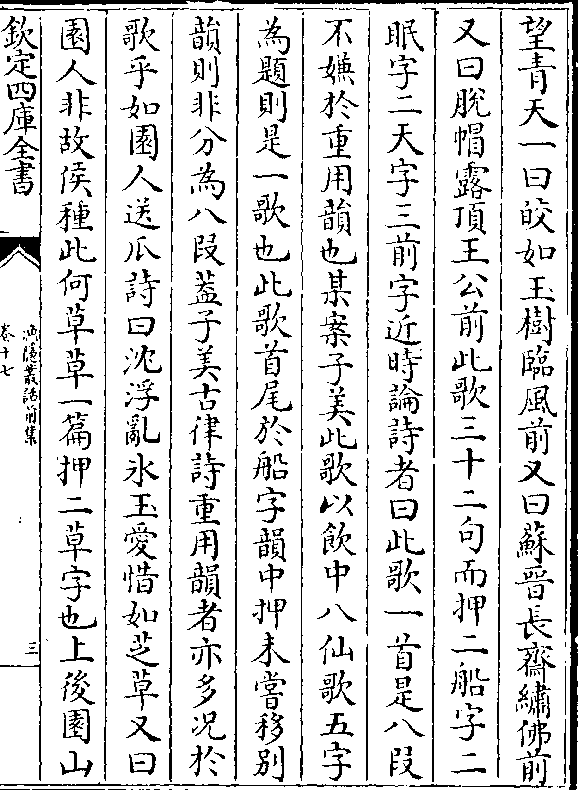 望青天一曰皎如玉樹臨風前又曰蘇晉長齋繡佛前
又曰脫帽露頂王公前此歌三十二句而押二船字二
眠字二天字三前字近時論詩者曰此歌一首是八段
不嫌於重用韻也某案子美此歌以飲中八仙歌五字
為題則是一歌也此歌首尾於船字韻中押未嘗移別
韻則非分為八段葢子美古律詩重用韻者亦多况於
歌乎如園人送瓜詩曰沈浮亂氷玉愛惜如芝草又曰
園人非故侯種此何草草一篇押二草字也上後園山
欽定四庫全書
漁隱叢話前集
卷十七
三